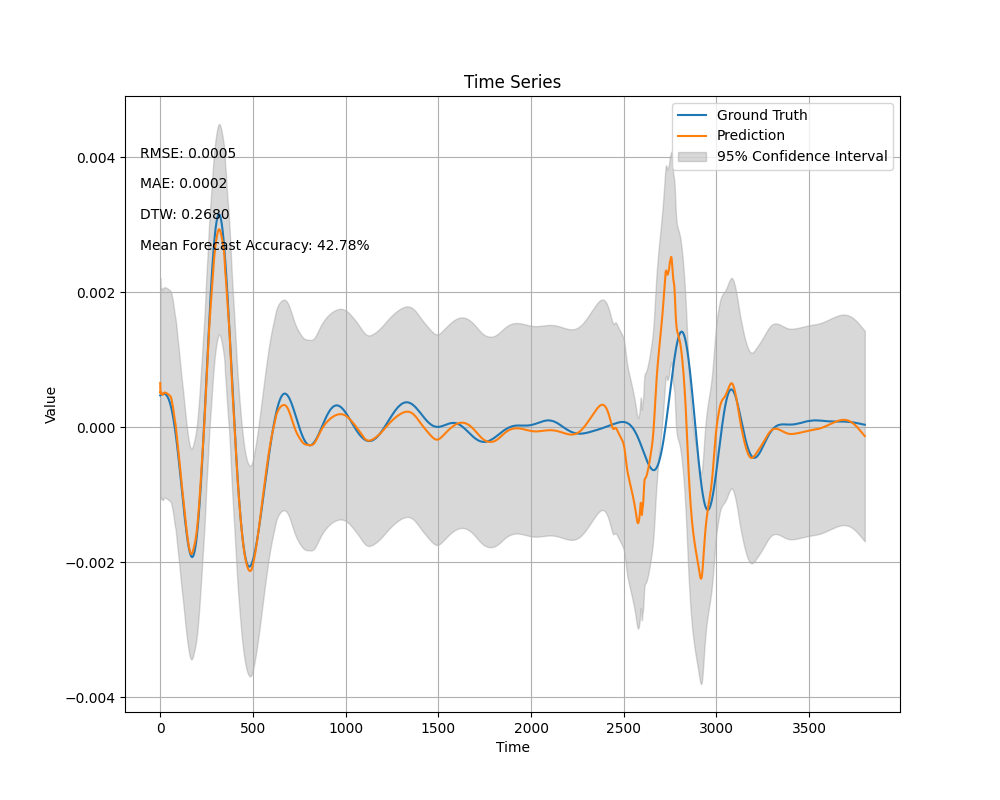 Time Series
Ground Truth
Prediction
95% Confidence Interval
RMSE: 0.0005
MAE: 0.0002
DTW: 0.2680
Mean Forecast Accuracy: 42.78%
0.004
0.002
0.000
−0.002
−0.004
Value
0 500 1000 1500 2000 2500 3000 3500
Time